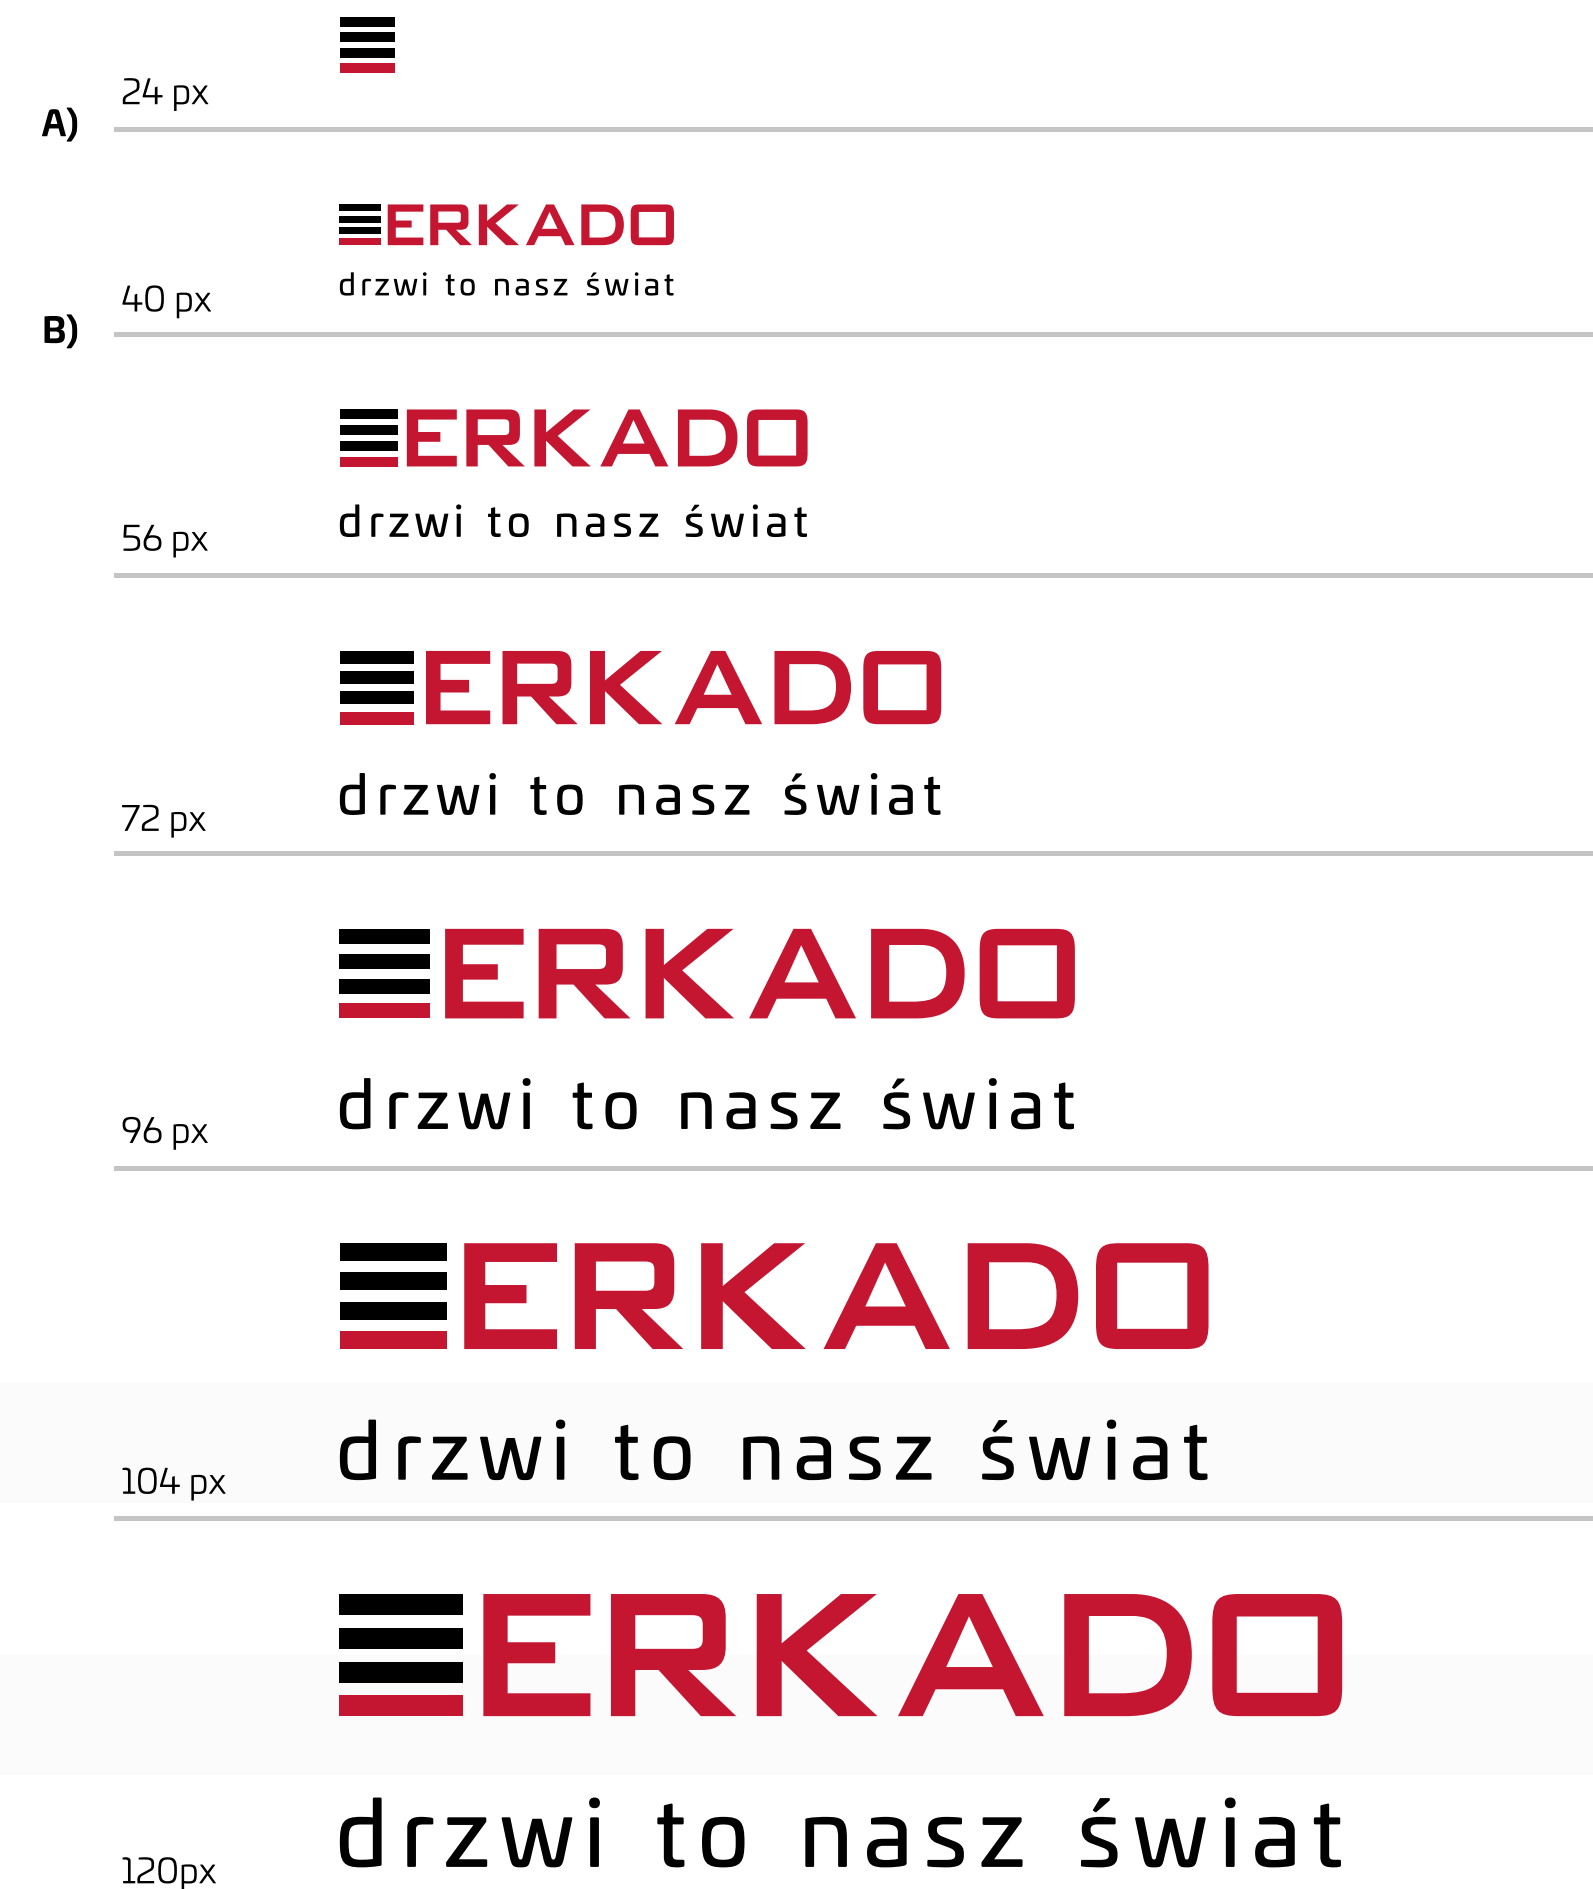 24 px
A)
ERKADO
drzwi to nasz świat
40 px
B)
ERKADO
drzwi to nasz świat
56 px
ERKADO
drzwi to nasz świat
72 px
ERKADO
drzwi to nasz świat
96 px
ERKADO
drzwi to nasz świat
104 px
ERKADO
drzwi to nasz świat
120px